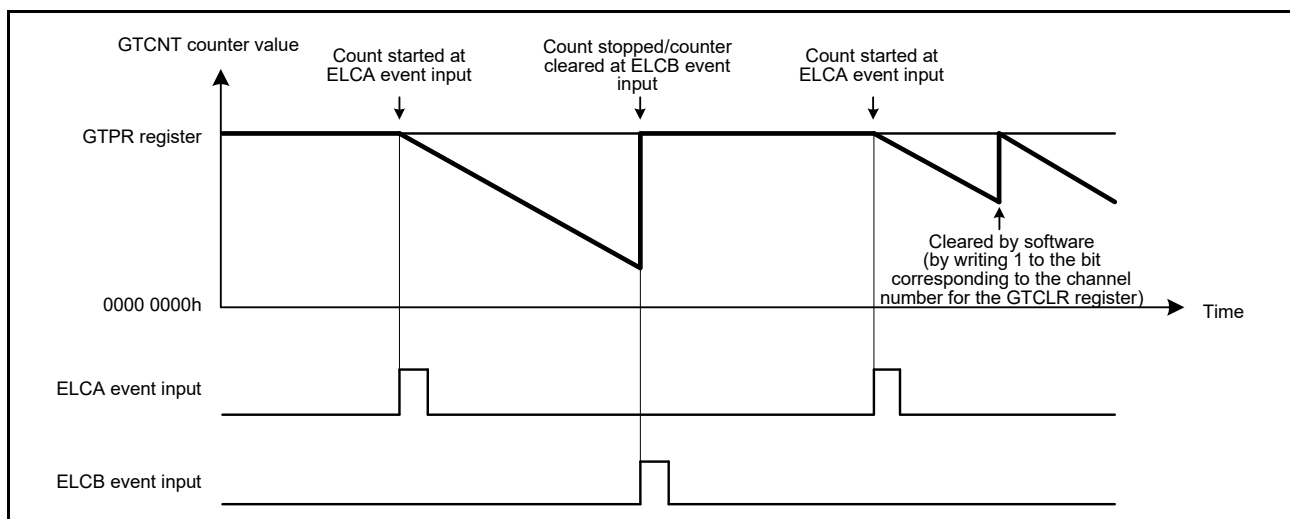 GTCNT counter value
Count started at
ELCA event input
Count stopped/counter
cleared at ELCB event
input
Count started at
ELCA event input
GTPR register
Cleared by software
(by writing 1 to the bit
corresponding to the channel
number for the GTCLR register)
0000 0000h
Time
ELCA event input
ELCB event input